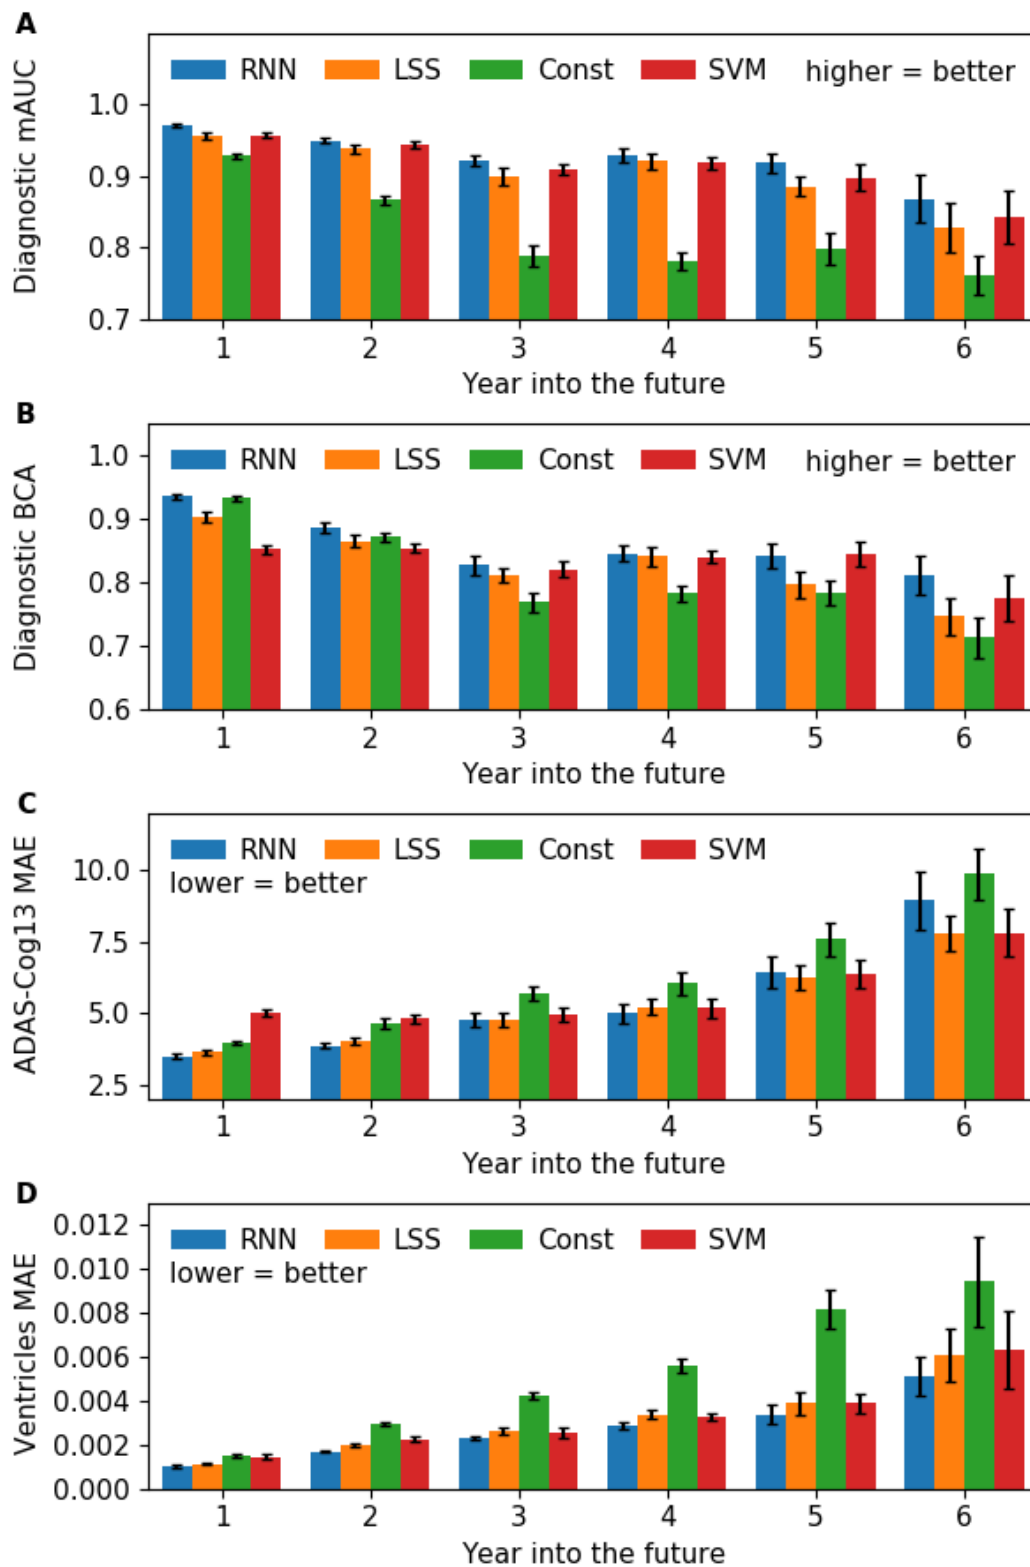 A
Diagnostic mAUC
RNN LSS Const SVM higher = better
1.0
0.9
0.8
0.7
1 2 3 4 5 6
Year into the future
B
Diagnostic BCA
RNN LSS Const SVM higher = better
1.0
0.9
0.8
0.7
0.6
1 2 3 4 5 6
Year into the future
C
ADAS-Cog13 MAE
RNN LSS Const SVM
lower = better
10.0
7.5
5.0
2.5
1 2 3 4 5 6
Year into the future
D
Ventricles MAE
RNN LSS Const SVM
lower = better
0.012
0.010
0.008
0.006
0.004
0.002
0.000
1 2 3 4 5 6
Year into the future